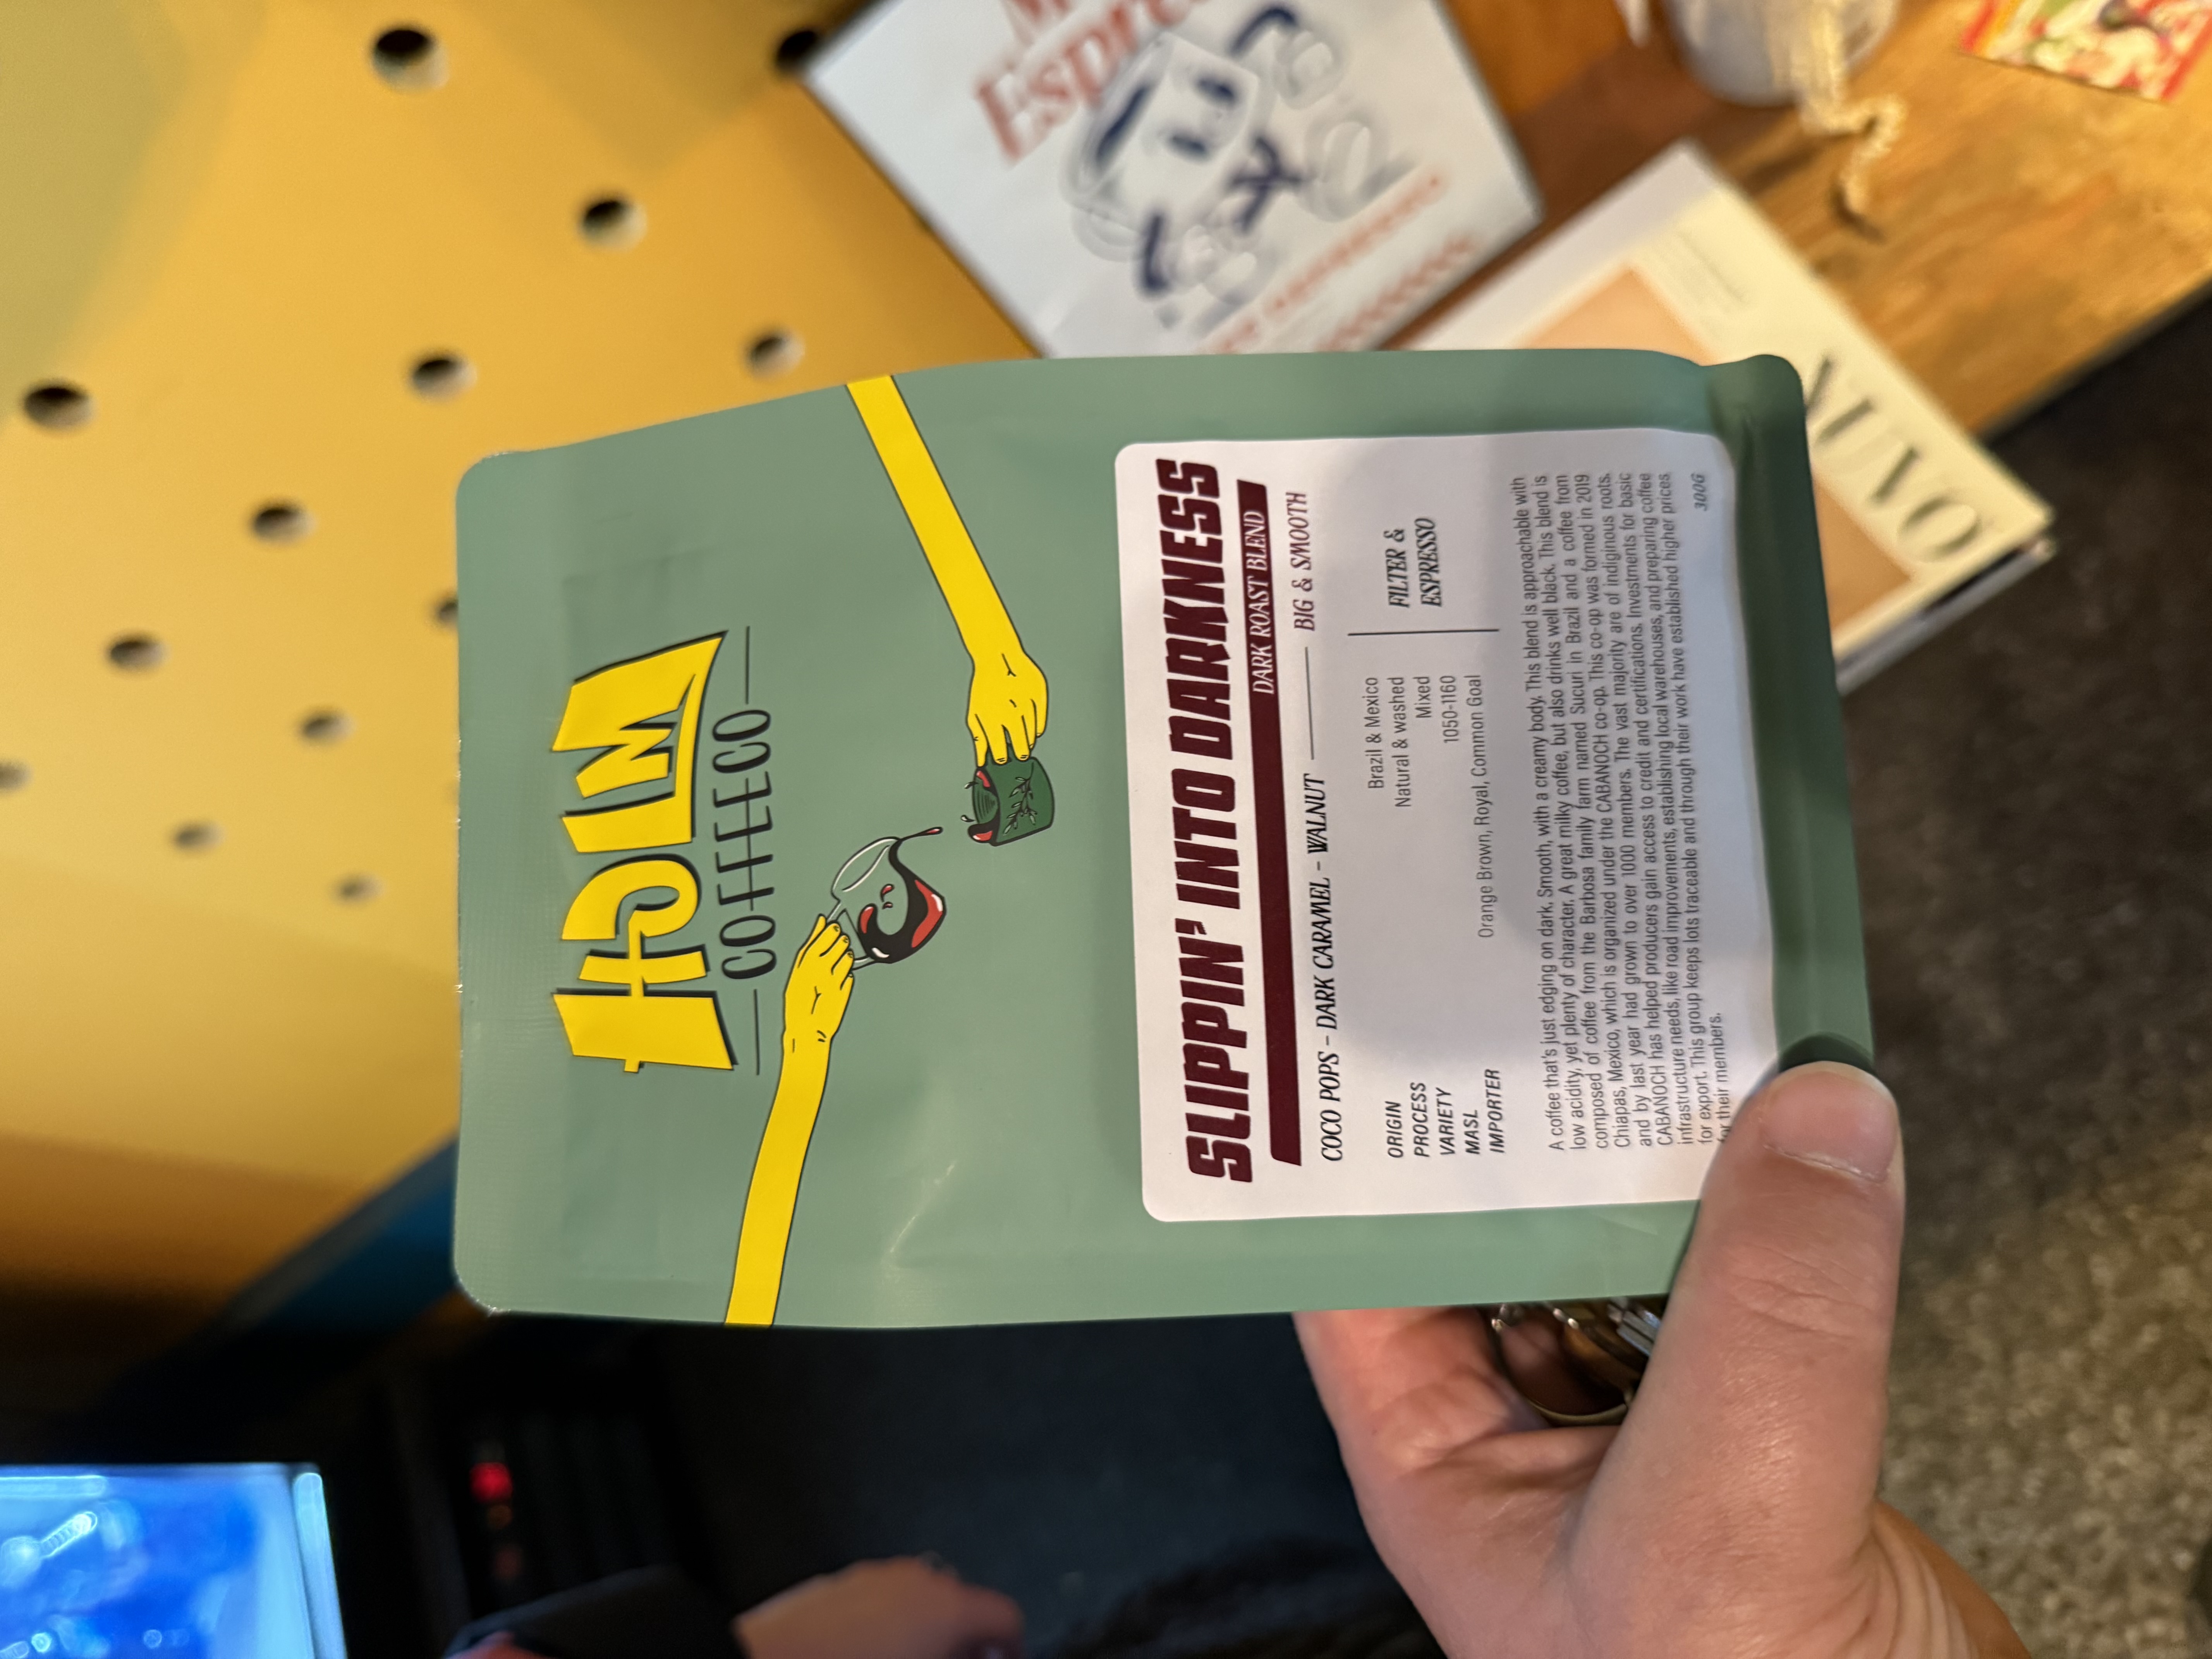 HOLM
COFFEE CO
SLIPPIN' INTO DARKNESS
DARK ROAST BLEND
COCO POPS - DARK CARAMEL - WALNUT
BIG & SMOOTH
ORIGIN Brazil & Mexico
PROCESS Natural & washed
VARIETY Mixed
MASL 1050-1160
IMPORTER Orange Brown, Royal, Common Goal
FILTER &
ESPRESSO
A coffee that's just edging on dark. Smooth, with a creamy body. This blend is approachable with
low acidity, yet plenty of character. A great milky coffee, but also drinks well black. This blend is
composed of coffee from the Barbosa family farm named Sucuri in Brazil and a coffee from
Chiapas, Mexico, which is organized under the CABANOCH co-op. This co-op was formed in 2019
and by last year had grown to over 1000 members. The vast majority are of indiginous roots.
CABANOCH has helped producers gain access to credit and certifications. Investments for basic
infrastructure needs, like road improvements, establishing local warehouses, and preparing coffee
for export. This group keeps lots traceable and through their work have established higher prices
for their members.
300G
Espre
NUVO